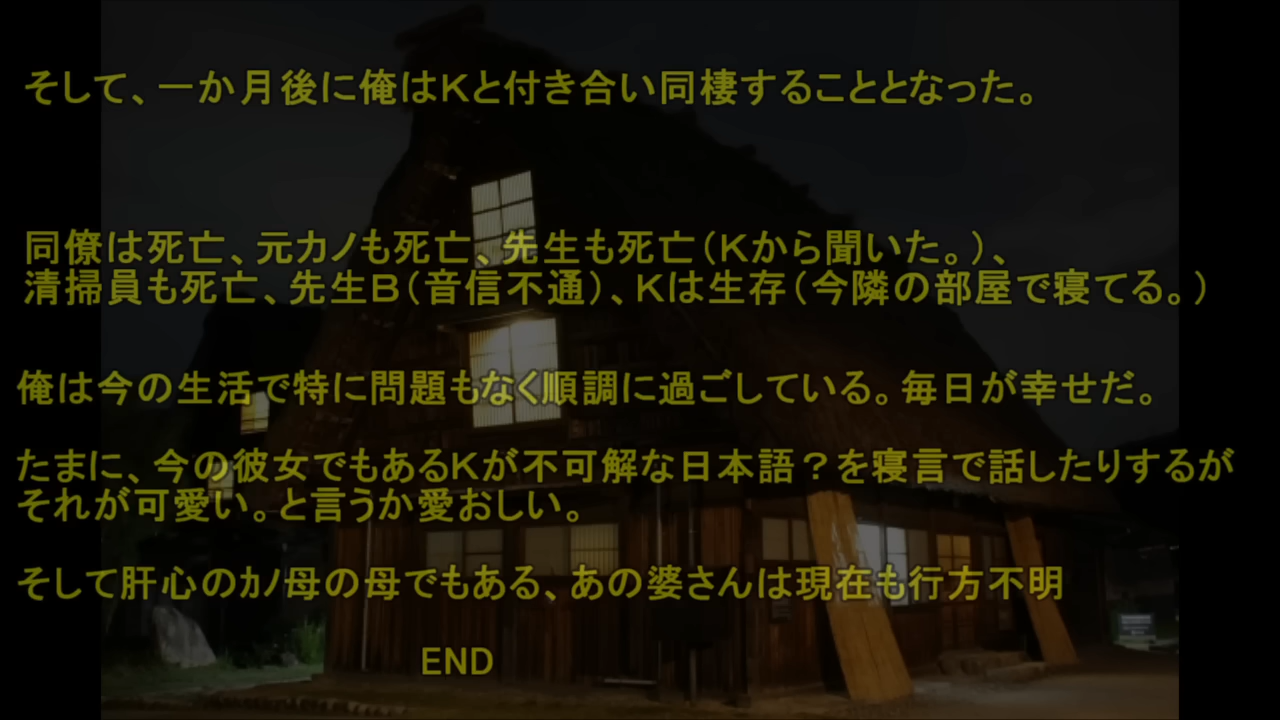 そして、一か月後に俺はＫと付き合い同棲することとなった。
同僚は死亡、元カノも死亡、先生も死亡（Ｋから聞いた。）、
清掃員も死亡、先生Ｂ（音信不通）、Ｋは生存（今隣の部屋で寝てる。）
俺は今の生活で特に問題もなく順調に過ごしている。毎日が幸せだ。
たまに、今の彼女でもあるＫが不可解な日本語？を寝言で話したりするが
それが可愛い。と言うか愛おしい。
そして肝心のｶﾉ母の母でもある、あの婆さんは現在も行方不明
END